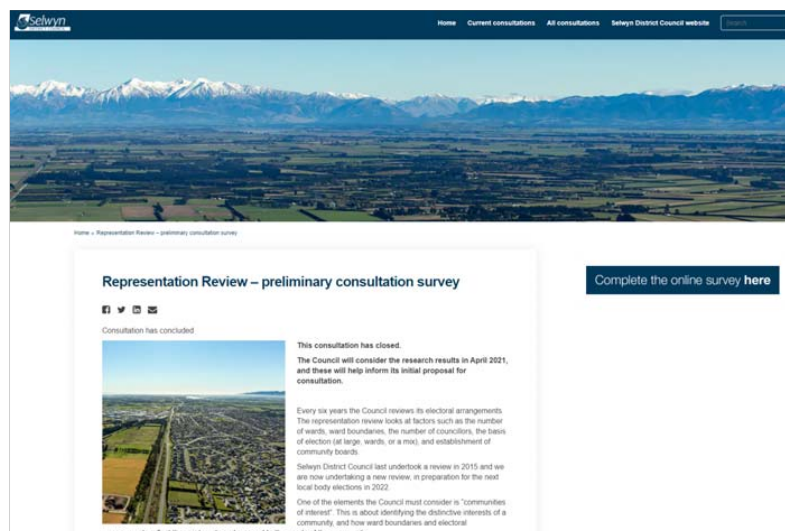 Selwyn
DISTRICT COUNCIL
Home Current consultations All consultations Selwyn District Council website Search
Home » Representation Review – preliminary consultation survey
Representation Review – preliminary consultation survey
Complete the online survey here
Consultation has concluded
This consultation has closed.
The Council will consider the research results in April 2021,
and these will help inform its initial proposal for
consultation.
Every six years the Council reviews its electoral arrangements
The representation review looks at factors such as the number
of wards, ward boundaries, the number of councillors, the basis
of election (at large, wards, or a mix), and establishment of
community boards.
Selwyn District Council last undertook a review in 2015 and we
are now undertaking a new review, in preparation for the next
local body elections in 2022.
One of the elements the Council must consider is "communities
of interest". This is about identifying the distinctive interests of a
community, and how ward boundaries and electoral